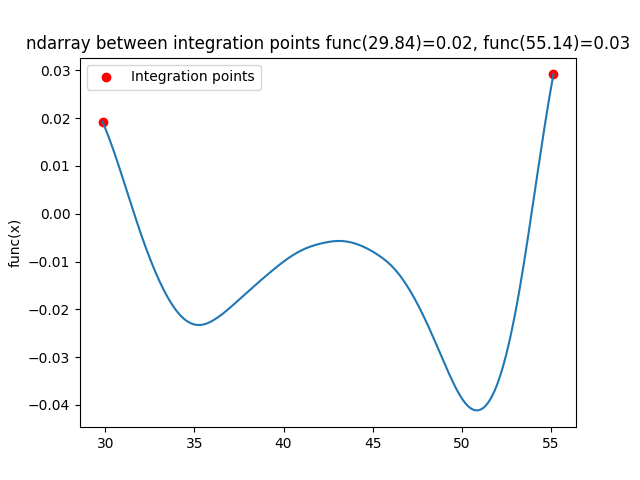 ndarray between integration points func(29.84)=0.02, func(55.14)=0.03
Integration points
func(x)
0.03
0.02
0.01
0.00
−0.01
−0.02
−0.03
−0.04
30 35 40 45 50 55